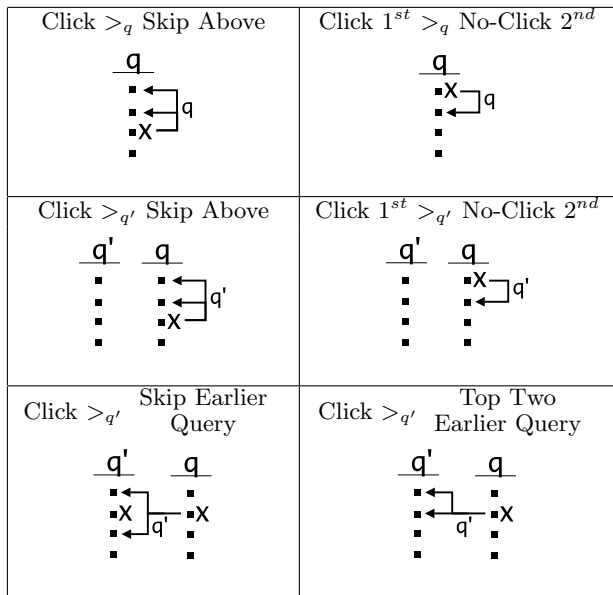 Click >q Skip Above
q
q
X
Click 1st >q No-Click 2nd
q
X
q
Click >q' Skip Above
q' q
q'
X
Click 1st >q' No-Click 2nd
q' q
X
q'
Click >q' Skip Earlier
Query
q' q
X q' X
Click >q' Top Two
Earlier Query
q' q
q' X